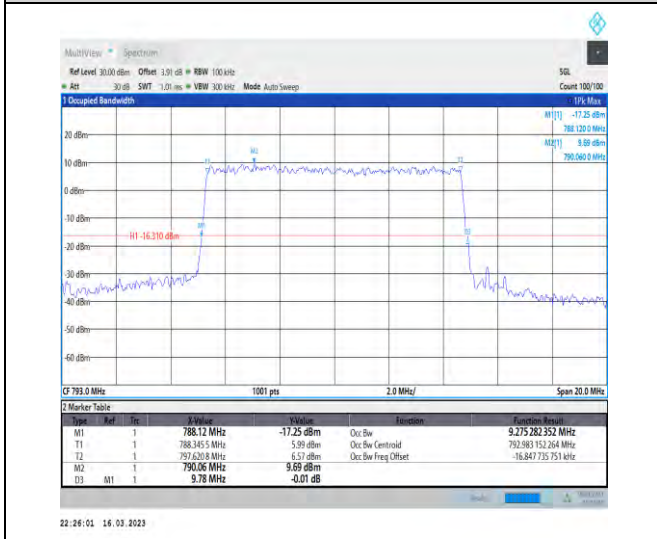 MultiView Spectrum
Ref Level 30.00 dBm Offset 3.91 dB RBW 100 kHz SGL
Att 30 dB SWT 1.01 ms VBW 300 kHz Mode Auto Sweep Count 100/100
1 Occupied Bandwidth 1Pk Max
M1[1] -17.25 dBm
788.120 0 MHz
M2[1] 9.69 dBm
790.060 0 MHz
20 dBm
M2
T1
T2
10 dBm
0 dBm
-10 dBm
M1
H1 -16.310 dBm
D3
-20 dBm
-30 dBm
-40 dBm
-50 dBm
-60 dBm
CF 793.0 MHz 1001 pts 2.0 MHz/ Span 20.0 MHz
2 Marker Table
Type Ref Trc X-Value Y-Value Function Function Result
M1 1 788.12 MHz -17.25 dBm Occ Bw 9.275 282 352 MHz
T1 1 788.345 5 MHz 5.99 dBm Occ Bw Centroid 792.983 152 264 MHz
T2 1 797.620 8 MHz 6.57 dBm Occ Bw Freq Offset -16.847 735 751 kHz
M2 1 790.06 MHz 9.69 dBm
D3 M1 1 9.78 MHz -0.01 dB
22:26:01 16.03.2023